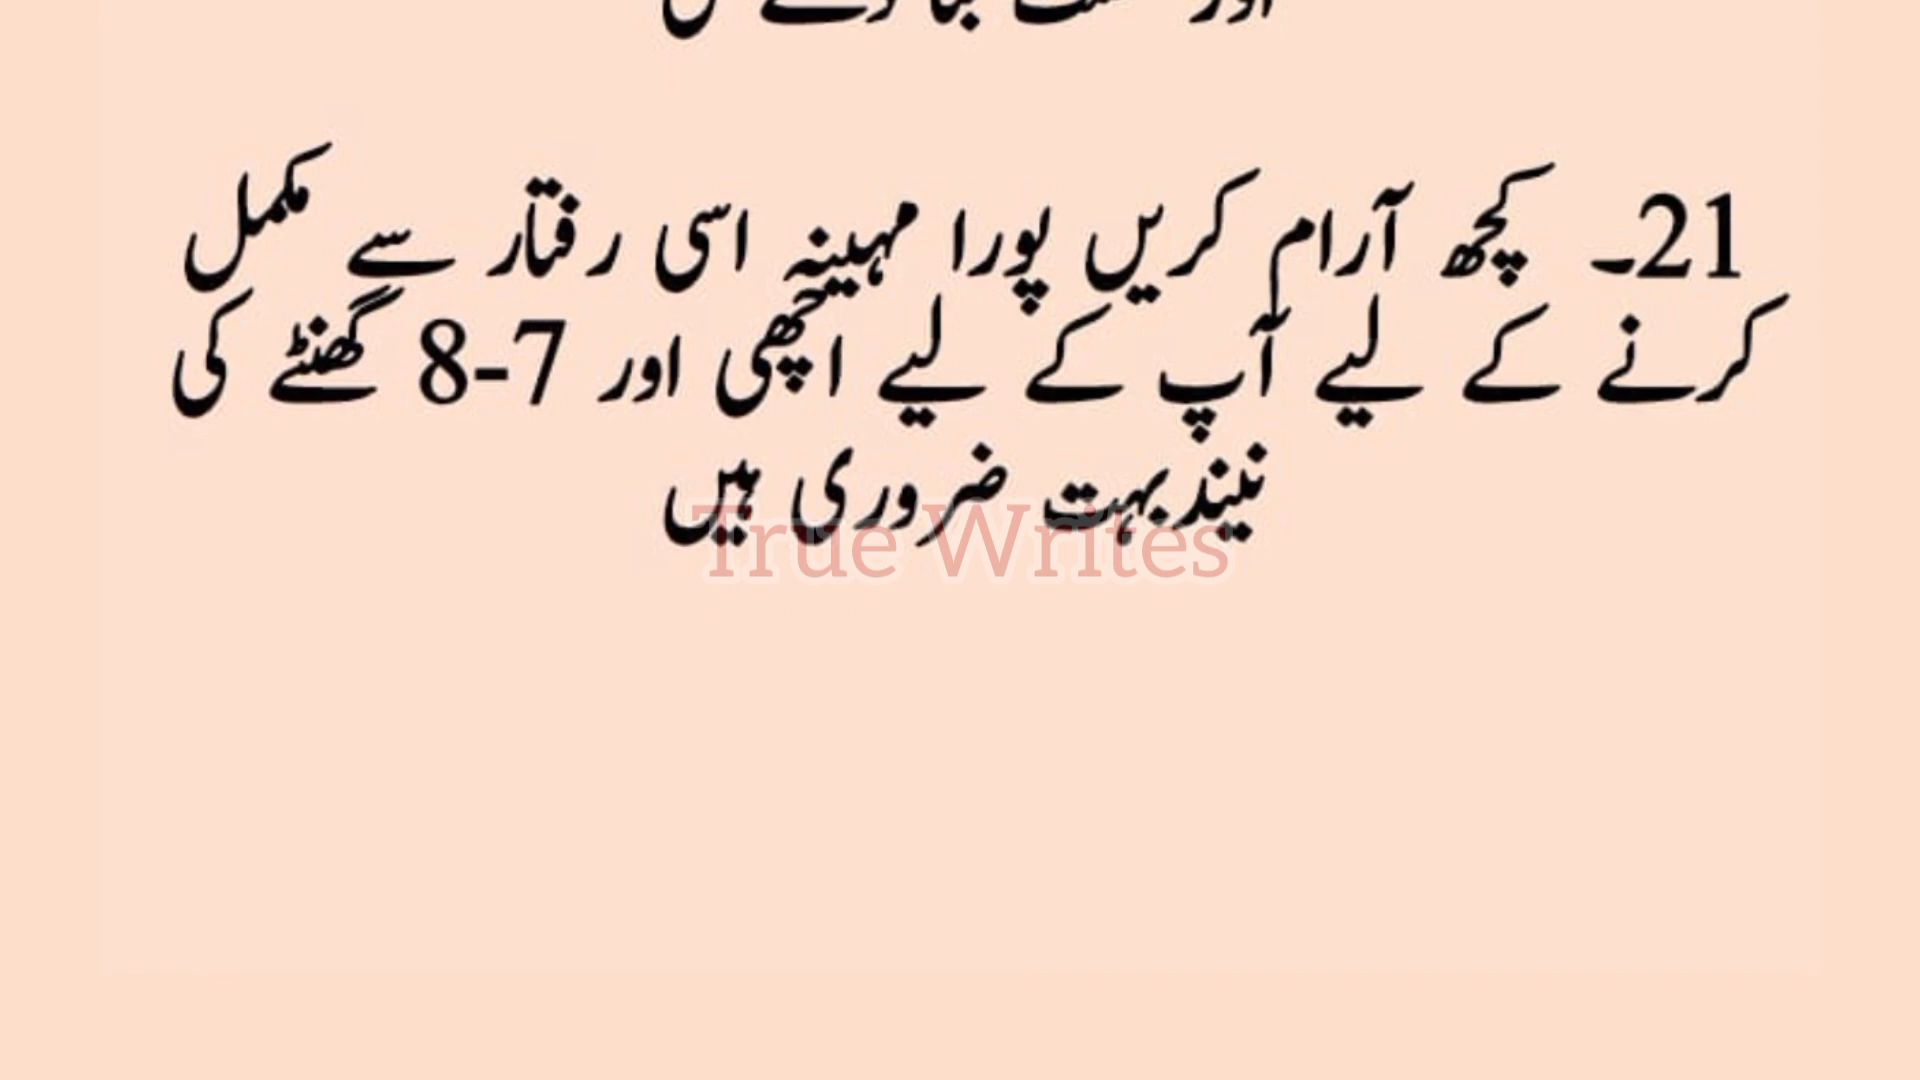 21۔ کچھ آرام کریں پورا مہینہ اسی رفتار سے مکمل
کرنے کے لیے آپ کے لیے اچھی اور 7-8 گھنٹے کی
نیند بہت ضروری ہیں
True Writes